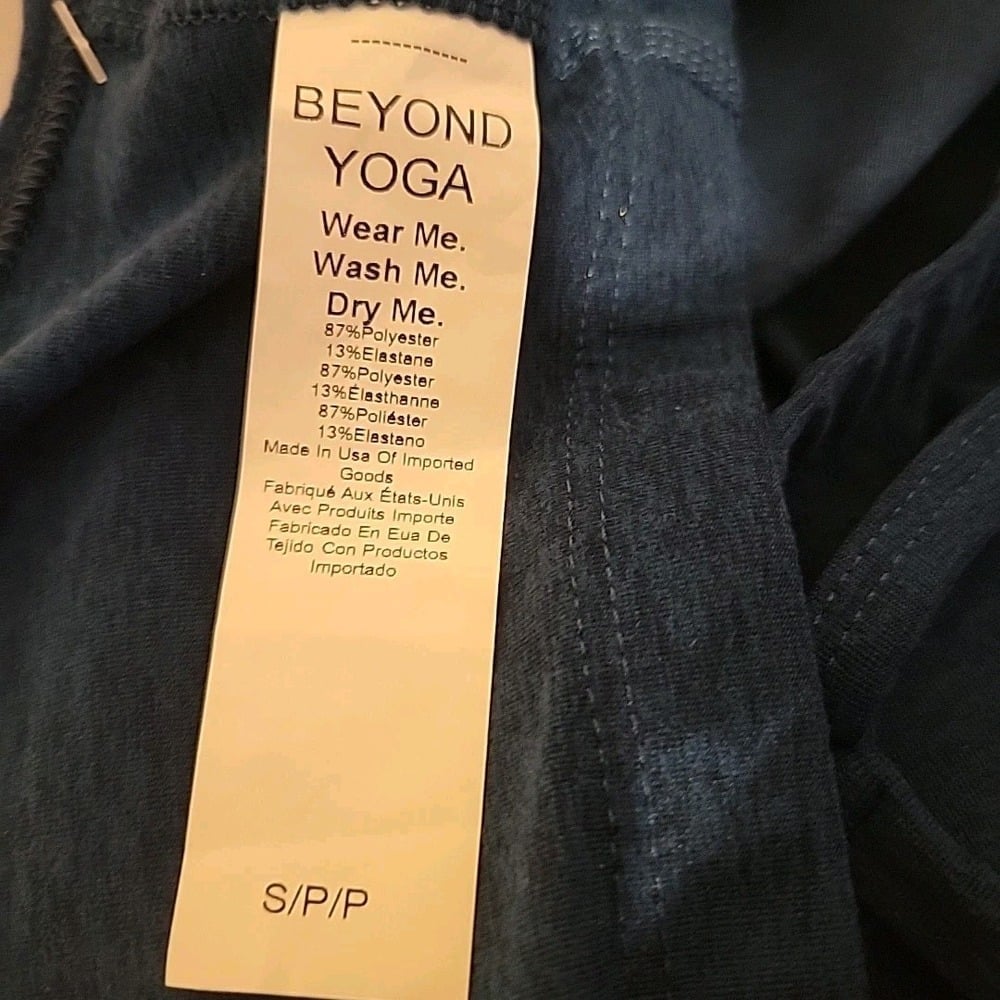 BEYOND
YOGA
Wear Me.
Wash Me.
Dry Me.
87%Polyester
13%Elastane
87%Polyester
13%Élasthanne
87%Poliéster
13%Elastano
Made In Usa Of Imported
Goods
Fabriqué Aux États-Unis
Avec Produits Importe
Fabricado En Eua De
Tejido Con Productos
Importado
S/P/P